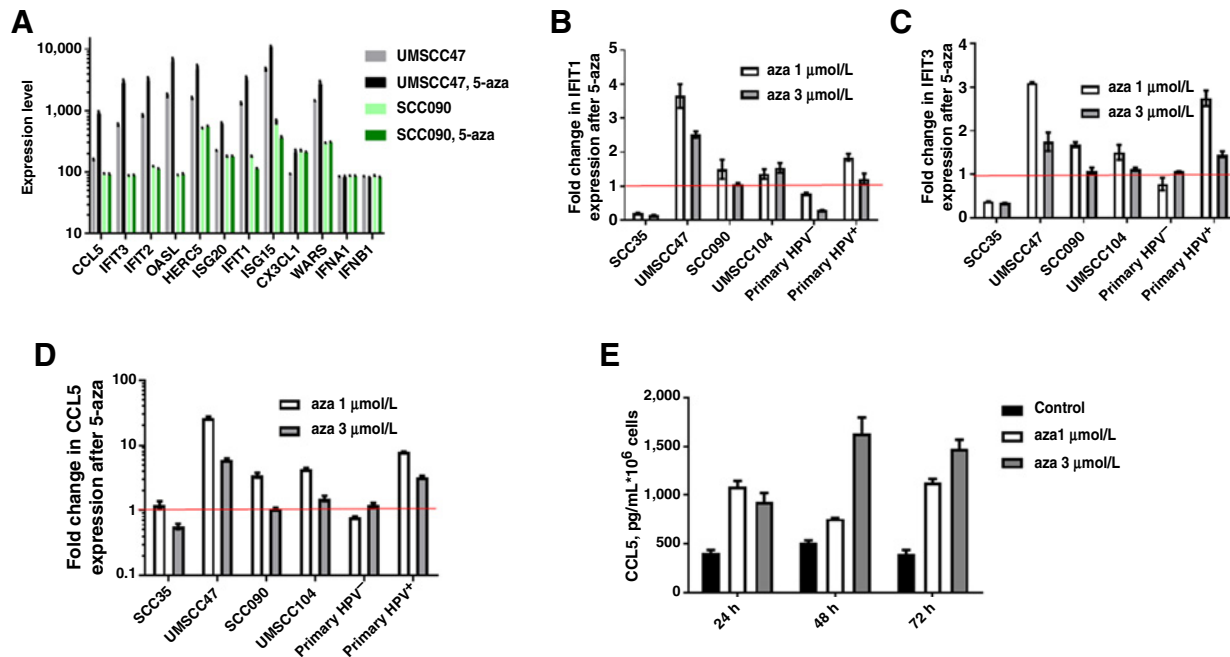 A
Expression level
10,000
1,000
100
10
CCL5
IFIT3
IFIT2
OASL
HERC5
ISG20
IFIT1
ISG15
CX3CL1
WARS
IFNA1
IFNB1
UMSCC47
UMSCC47, 5-aza
SCC090
SCC090, 5-aza
B
Fold change in IFIT1
expression after 5-aza
5
4
3
2
1
0
aza 1 μmol/L
aza 3 μmol/L
SCC35
UMSCC47
SCC090
UMSCC104
Primary HPV⁻
Primary HPV⁺
C
Fold change in IFIT3
expression after 5-aza
4
3
2
1
0
aza 1 μmol/L
aza 3 μmol/L
SCC35
UMSCC47
SCC090
UMSCC104
Primary HPV⁻
Primary HPV⁺
D
Fold change in CCL5
expression after 5-aza
100
10
1
0.1
aza 1 μmol/L
aza 3 μmol/L
SCC35
UMSCC47
SCC090
UMSCC104
Primary HPV⁻
Primary HPV⁺
E
CCL5, pg/mL*10⁶ cells
2,000
1,500
1,000
500
0
24 h
48 h
72 h
Control
aza1 μmol/L
aza 3 μmol/L